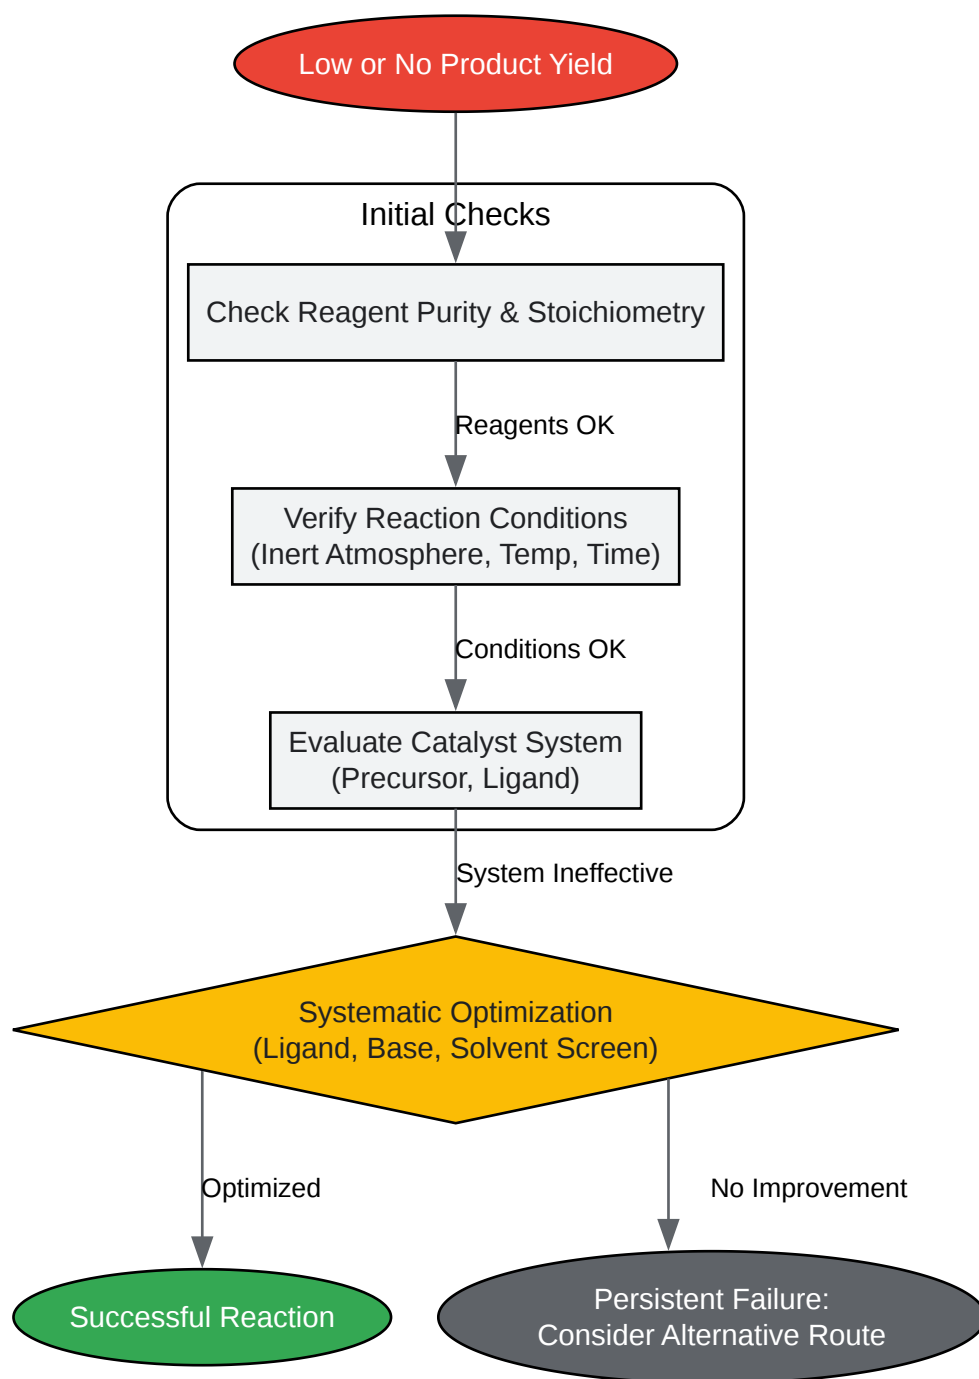 Low or No Product Yield
Initial Checks
Check Reagent Purity & Stoichiometry
Reagents OK
Verify Reaction Conditions
(Inert Atmosphere, Temp, Time)
Conditions OK
Evaluate Catalyst System
(Precursor, Ligand)
System Ineffective
Systematic Optimization
(Ligand, Base, Solvent Screen)
Optimized
No Improvement
Successful Reaction
Persistent Failure:
Consider Alternative Route